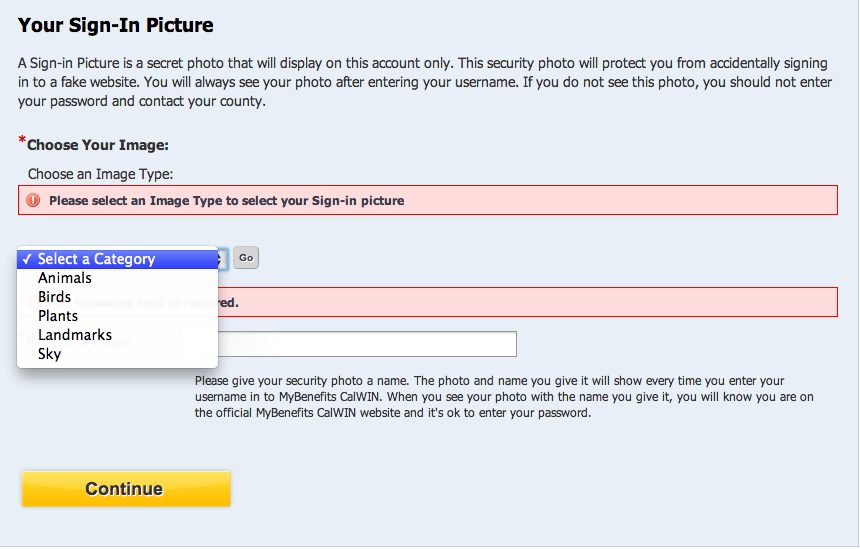 Your Sign-In Picture
A Sign-in Picture is a secret photo that will display on this account only. This security photo will protect you from accidentally signing
in to a fake website. You will always see your photo after entering your username. If you do not see this photo, you should not enter
your password and contact your county.
*Choose Your Image:
Choose an Image Type:
Please select an Image Type to select your Sign-in picture
✓ Select a Category
Go
Animals
Birds
Plants
Landmarks
Sky
Please give your security photo a name. The photo and name you give it will show every time you enter your
username in to MyBenefits CalWIN. When you see your photo with the name you give it, you will know you are on
the official MyBenefits CalWIN website and it's ok to enter your password.
Continue